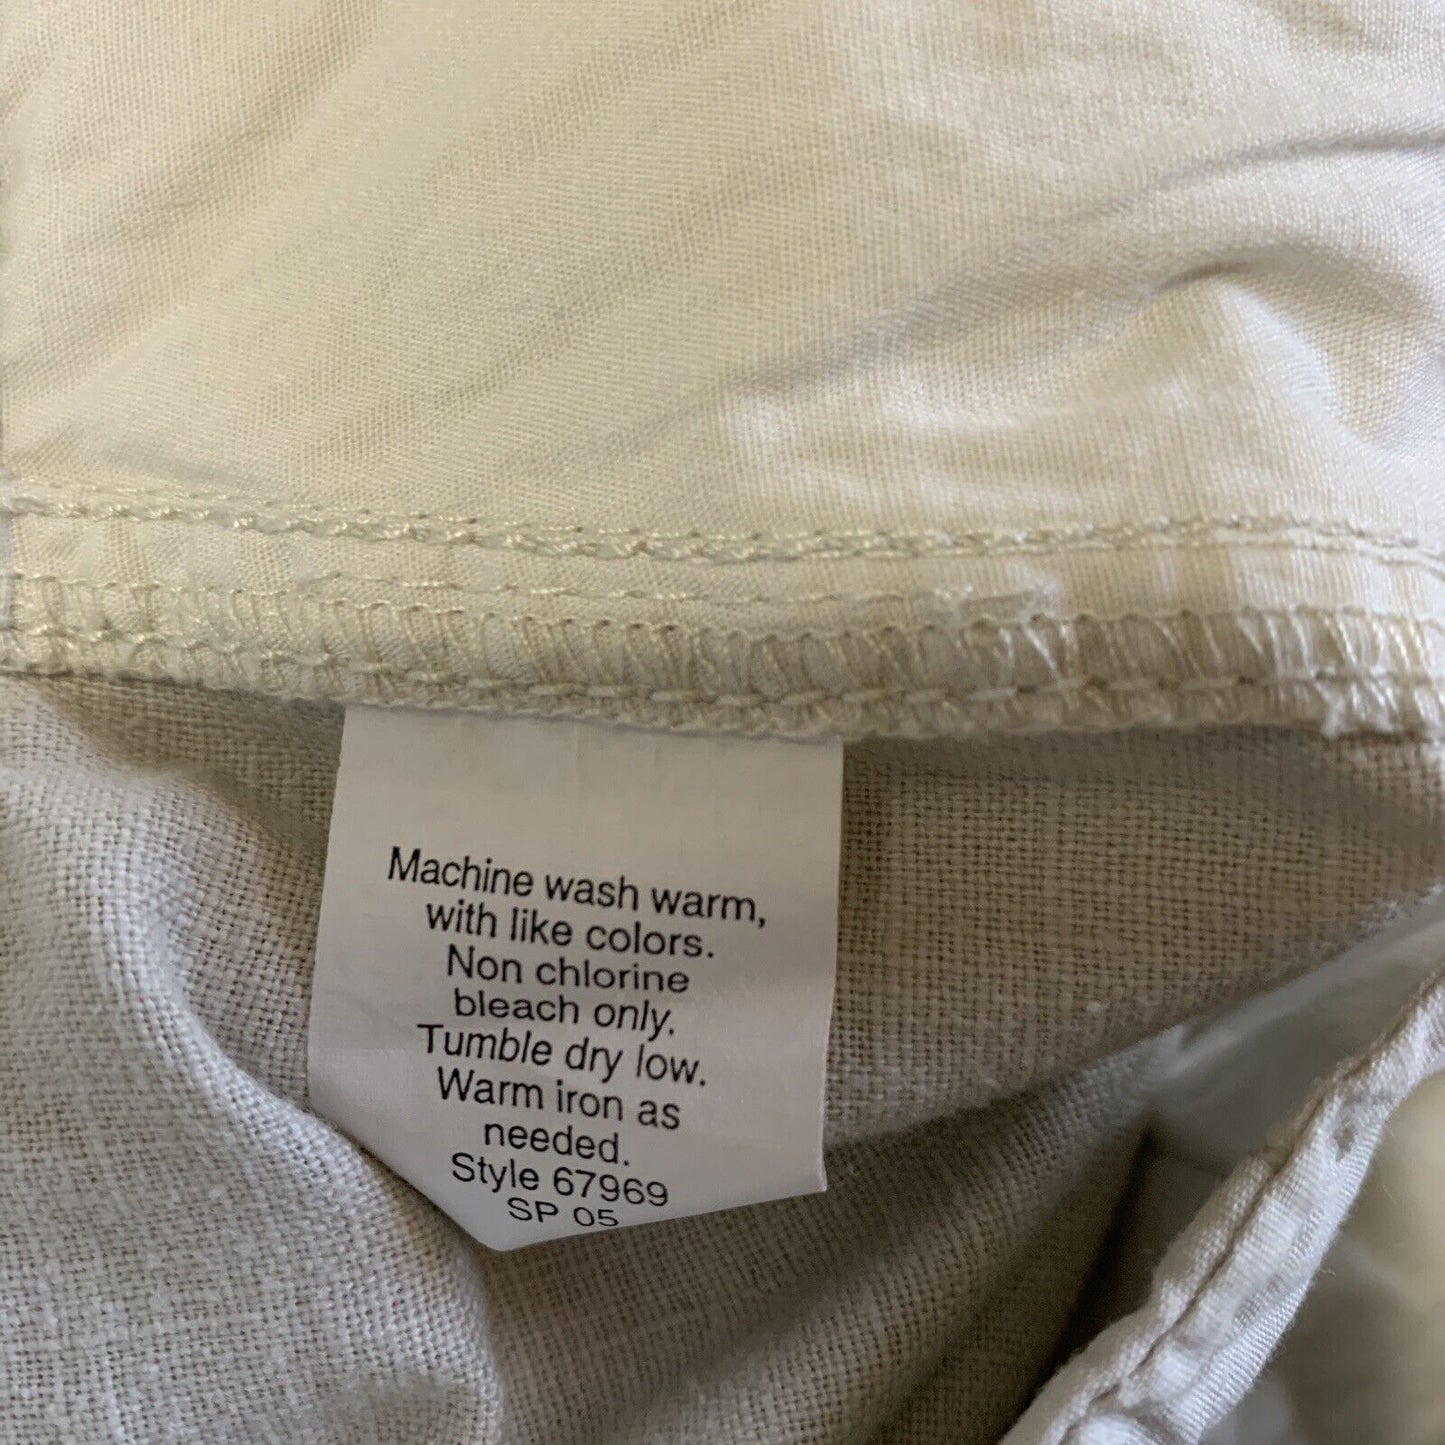 Machine wash warm,
with like colors.
Non chlorine
bleach only.
Tumble dry low.
Warm iron as
needed.
Style 67969
SP 05